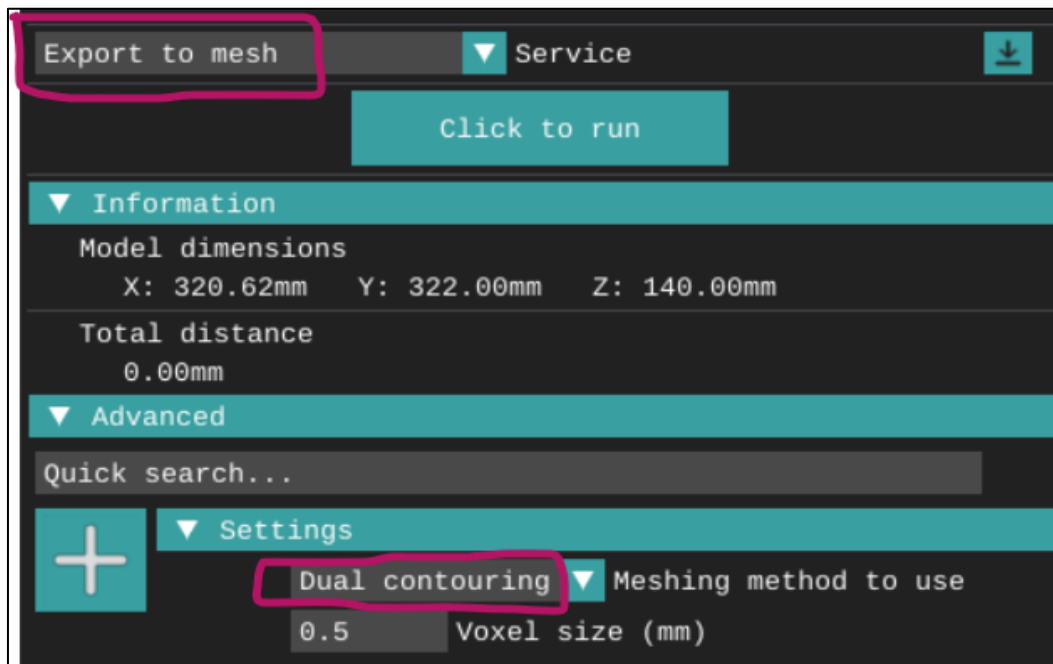 Export to mesh Service
Click to run
Information
Model dimensions
X: 320.62mm Y: 322.00mm Z: 140.00mm
Total distance
0.00mm
Advanced
Quick search...
Settings
Dual contouring Meshing method to use
0.5 Voxel size (mm)